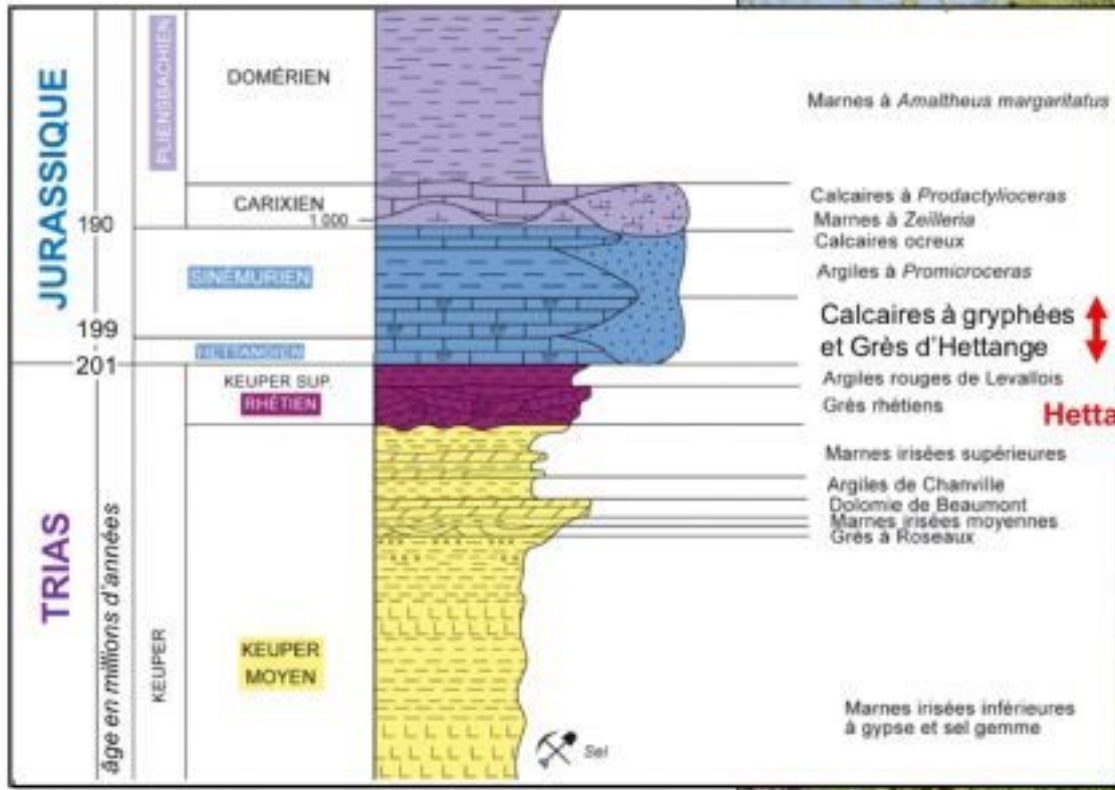 JURASSIQUE
PLIENSBACHIEN
DOMÉRIEN
Marnes à Amaltheus margaritatus
CARIXIEN
1 000
190
Calcaires à Prodactylioceras
Marnes à Zeilleria
Calcaires ocreux
SINÉMURIEN
Argiles à Promicroceras
199
Calcaires à gryphées
et Grès d'Hettange
HETTANGIEN
201
KEUPER SUP.
RHÉTIEN
Argiles rouges de Levallois
Grès rhétiens
Hetta
TRIAS
âge en millions d'années
KEUPER
Marnes irisées supérieures
Argiles de Chanville
Dolomie de Beaumont
Marnes irisées moyennes
Grès à Roseaux
KEUPER
MOYEN
Marnes irisées inférieures
à gypse et sel gemme
Sel